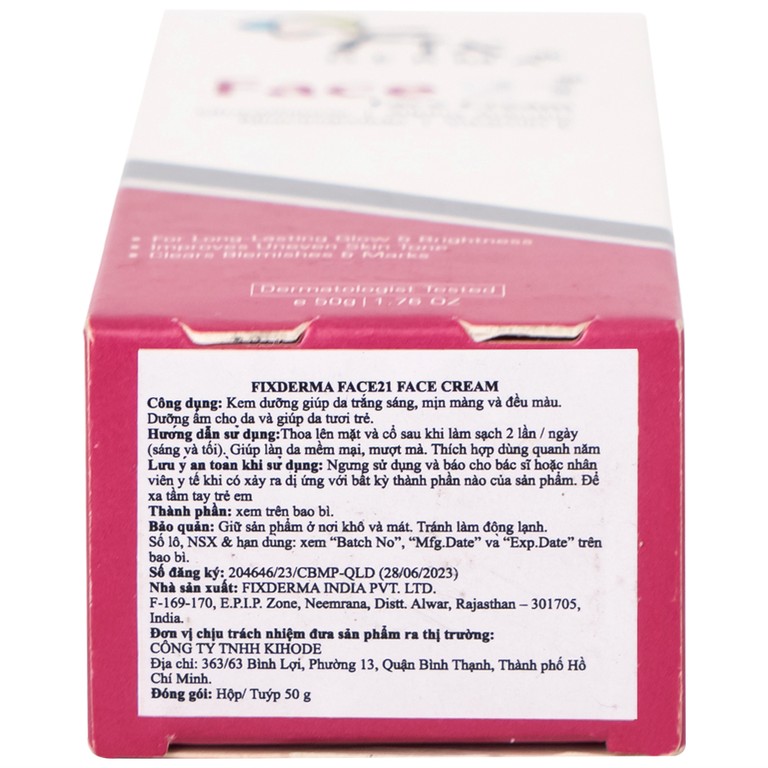 Face
Face Cream
For Long-Lasting Glow & Brightness
Improves Uneven Skin Tone
Clears Blemishes & Marks
Dermatologist Tested
e 50g | 1.76 OZ
FIXDERMA FACE21 FACE CREAM
Công dụng: Kem dưỡng giúp da trắng sáng, mịn màng và đều màu.
Dưỡng ẩm cho da và giúp da tươi trẻ.
Hướng dẫn sử dụng:Thoa lên mặt và cổ sau khi làm sạch 2 lần / ngày
(sáng và tối). Giúp làn da mềm mại, mượt mà. Thích hợp dùng quanh năm
Lưu ý an toàn khi sử dụng: Ngưng sử dụng và báo cho bác sĩ hoặc nhân
viên y tế khi có xảy ra dị ứng với bất kỳ thành phần nào của sản phẩm. Để
xa tầm tay trẻ em
Thành phần: xem trên bao bì.
Bảo quản: Giữ sản phẩm ở nơi khô và mát. Tránh làm động lạnh.
Số lô, NSX & hạn dùng: xem “Batch No”, “Mfg.Date” và “Exp.Date” trên
bao bì.
Số đăng ký: 204646/23/CBMP-QLD (28/06/2023)
Nhà sản xuất: FIXDERMA INDIA PVT. LTD.
F-169-170, E.P.I.P. Zone, Neemrana, Distt. Alwar, Rajasthan – 301705,
India.
Đơn vị chịu trách nhiệm đưa sản phẩm ra thị trường:
CÔNG TY TNHH KIHODE
Địa chỉ: 363/63 Bình Lợi, Phường 13, Quận Bình Thạnh, Thành phố Hồ
Chí Minh.
Đóng gói: Hộp/ Tuýp 50 g